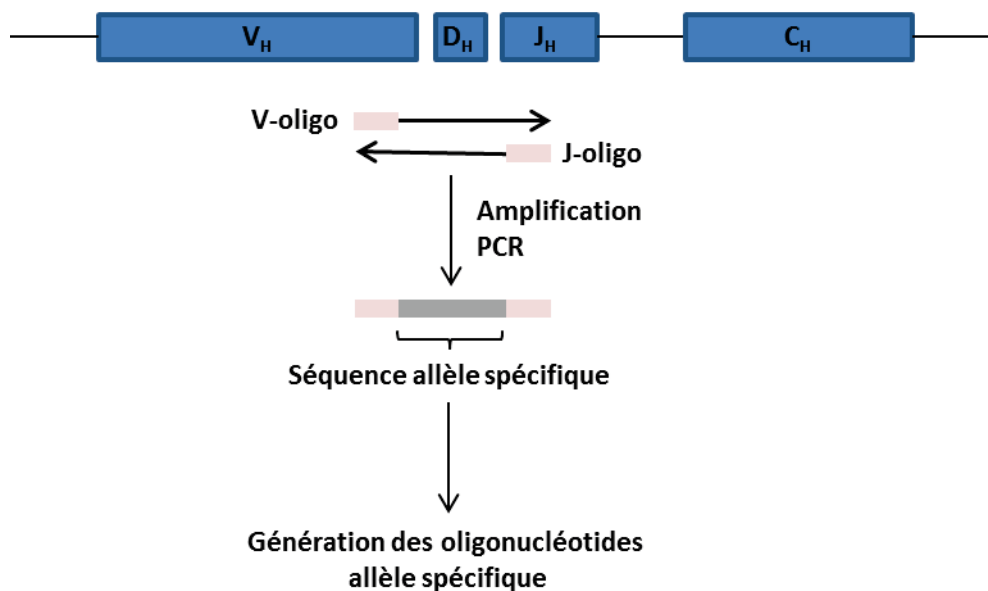 VH DH JH CH
V-oligo
J-oligo
Amplification
PCR
Séquence allèle spécifique
Génération des oligonucléotides
allèle spécifique